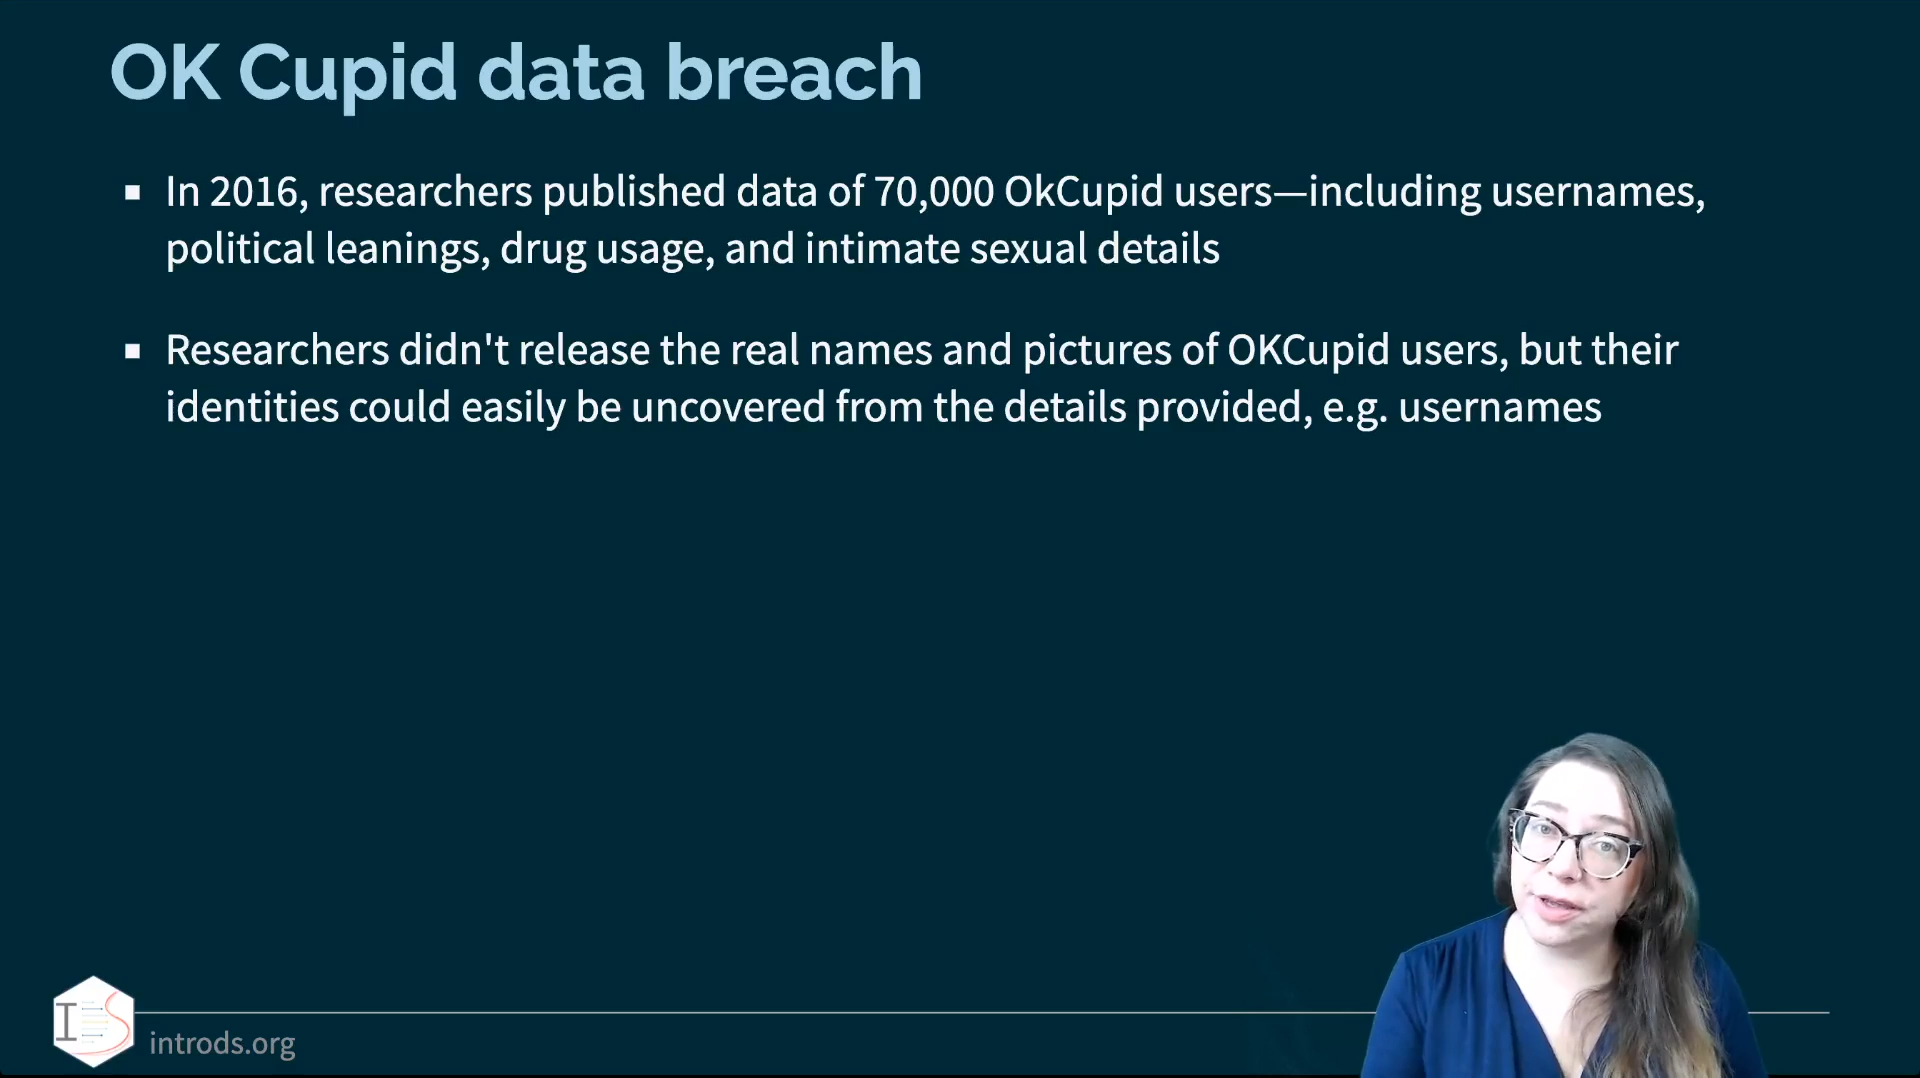 OK Cupid data breach
In 2016, researchers published data of 70,000 OkCupid users—including usernames,
political leanings, drug usage, and intimate sexual details
Researchers didn't release the real names and pictures of OKCupid users, but their
identities could easily be uncovered from the details provided, e.g. usernames
I S
introds.org